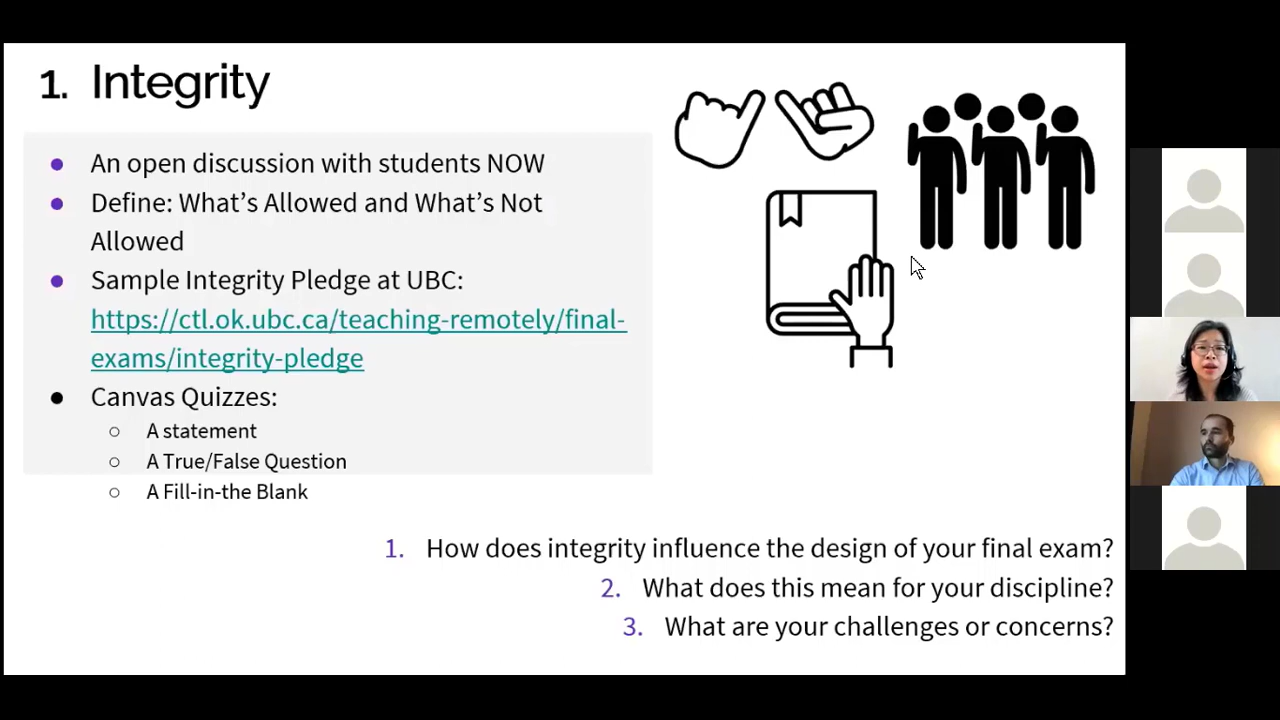 1. Integrity
● An open discussion with students NOW
● Define: What’s Allowed and What’s Not
Allowed
● Sample Integrity Pledge at UBC:
https://ctl.ok.ubc.ca/teaching-remotely/final-
exams/integrity-pledge
● Canvas Quizzes:
○ A statement
○ A True/False Question
○ A Fill-in-the Blank
1. How does integrity influence the design of your final exam?
2. What does this mean for your discipline?
3. What are your challenges or concerns?